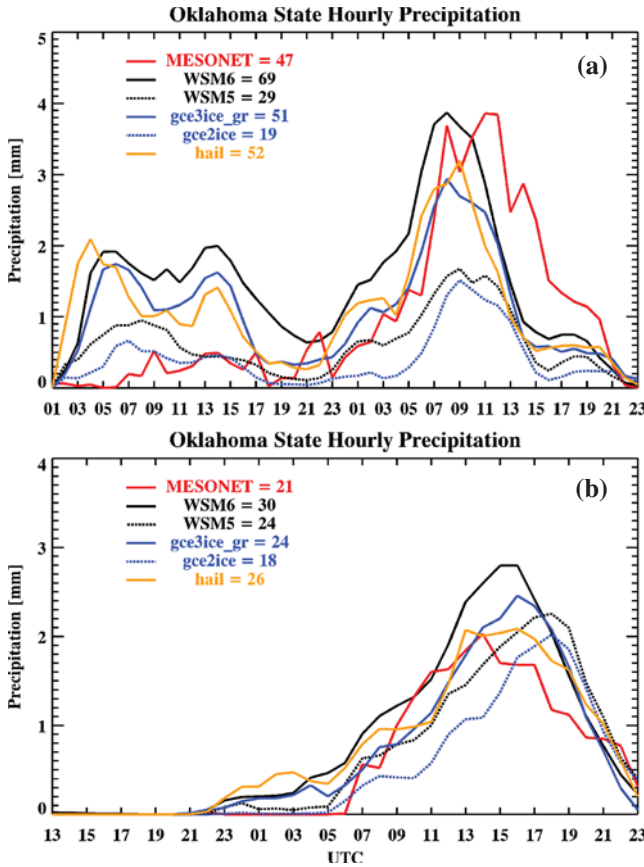 Oklahoma State Hourly Precipitation
5
4
3
2
1
0
Precipitation [mm]
MESONET = 47
WSM6 = 69
WSM5 = 29
gce3ice_gr = 51
gce2ice = 19
hail = 52
(a)
01 03 05 07 09 11 13 15 17 19 21 23 01 03 05 07 09 11 13 15 17 19 21 23
Oklahoma State Hourly Precipitation
4
3
2
1
0
Precipitation [mm]
MESONET = 21
WSM6 = 30
WSM5 = 24
gce3ice_gr = 24
gce2ice = 18
hail = 26
(b)
13 15 17 19 21 23 01 03 05 07 09 11 13 15 17 19 21 23
UTC